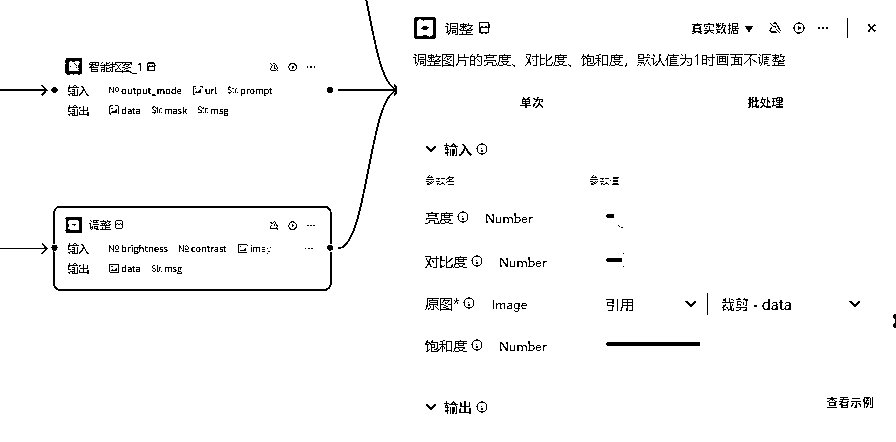 智能抠图_1
输入 № output_mode url Str. prompt
输出 data Str. mask Str. msg
调整
输入 № brightness № contrast ...
输出 data Str. msg
调整 真实数据
调整图片的亮度、对比度、饱和度，默认值为1时画面不调整
单次 批处理
输入
参数名 参数值
亮度 Number
对比度 Number
原图* Image 引用 裁剪 - data
饱和度 Number
输出 查看示例